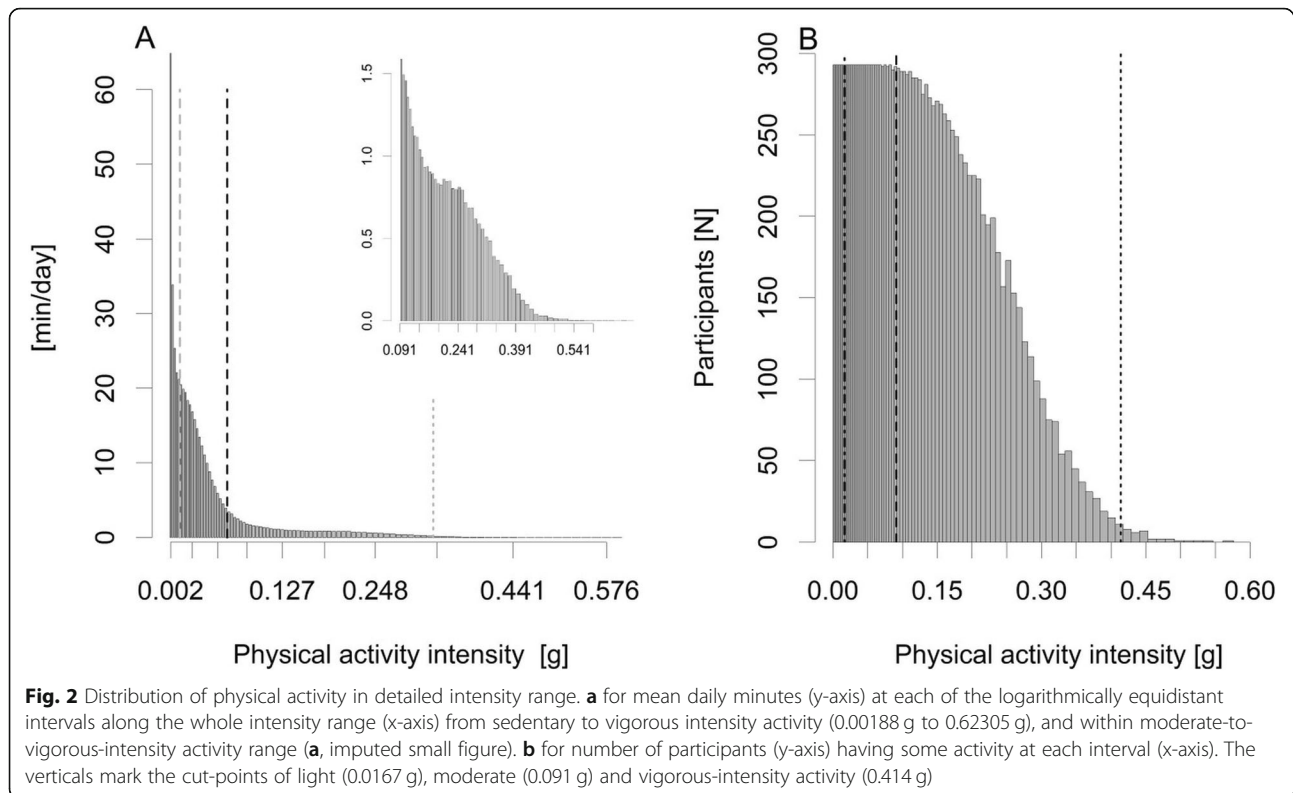 A
[min/day]
60
50
40
30
20
10
0
0.002 0.127 0.248 0.441 0.576
Physical activity intensity [g]
1.5
1.0
0.5
0.0
0.091 0.241 0.391 0.541
B
Participants [N]
300
250
200
150
100
50
0
0.00 0.15 0.30 0.45 0.60
Physical activity intensity [g]
Fig. 2 Distribution of physical activity in detailed intensity range. a for mean daily minutes (y-axis) at each of the logarithmically equidistant
intervals along the whole intensity range (x-axis) from sedentary to vigorous intensity activity (0.00188 g to 0.62305 g), and within moderate-to-
vigorous-intensity activity range (a, imputed small figure). b for number of participants (y-axis) having some activity at each interval (x-axis). The
verticals mark the cut-points of light (0.0167 g), moderate (0.091 g) and vigorous-intensity activity (0.414 g)